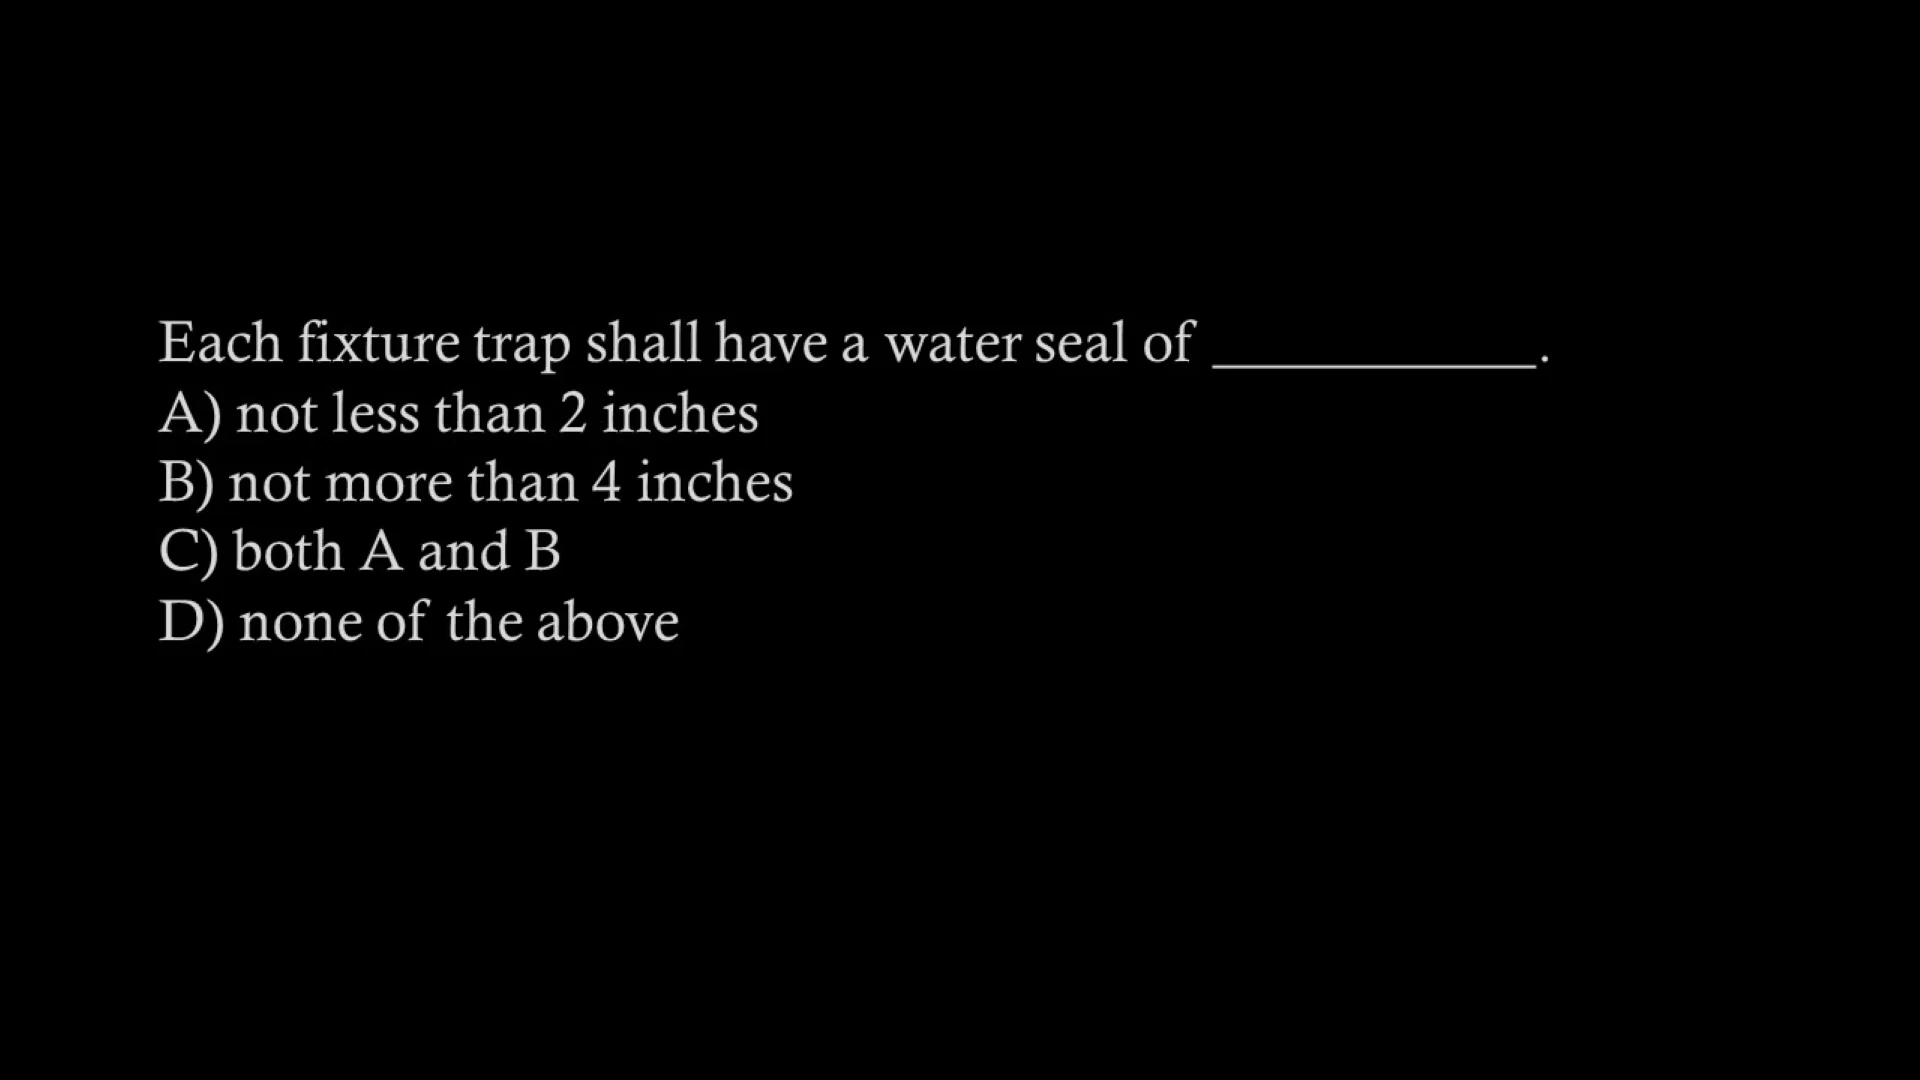 Each fixture trap shall have a water seal of ____________.
A) not less than 2 inches
B) not more than 4 inches
C) both A and B
D) none of the above